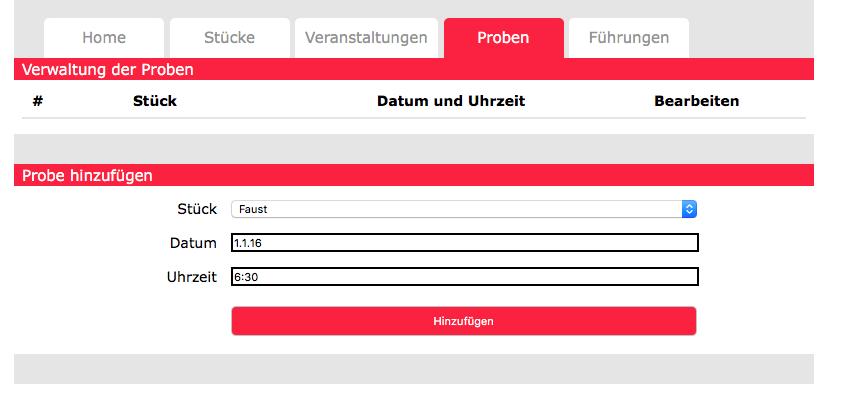 Home Stücke Veranstaltungen Proben Führungen
Verwaltung der Proben
# Stück Datum und Uhrzeit Bearbeiten
Probe hinzufügen
Stück Faust
Datum 1.1.16
Uhrzeit 6:30
Hinzufügen